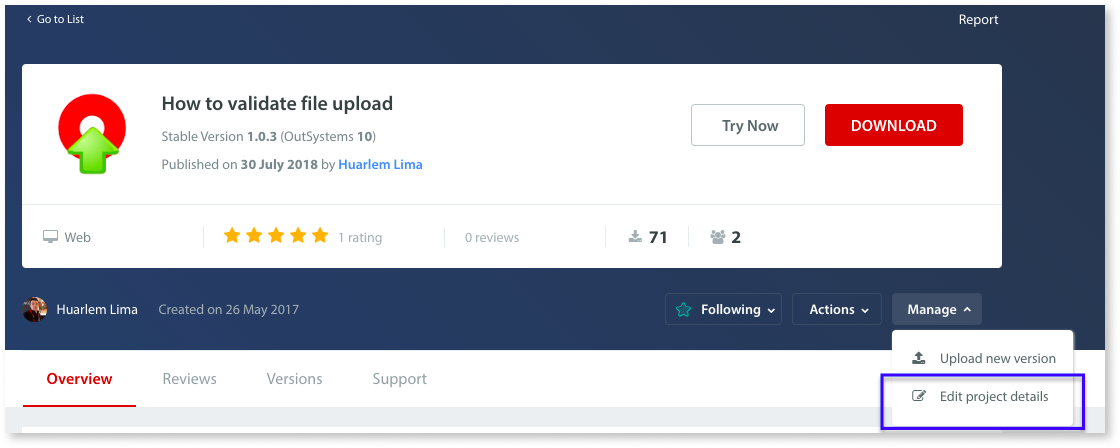 Go to List
Report
How to validate file upload
Stable Version 1.0.3 (OutSystems 10)
Published on 30 July 2018 by Huarlem Lima
Try Now
DOWNLOAD
Web
1 rating
0 reviews
71
2
Huarlem Lima
Created on 26 May 2017
Following
Actions
Manage
Upload new version
Edit project details
Overview
Reviews
Versions
Support